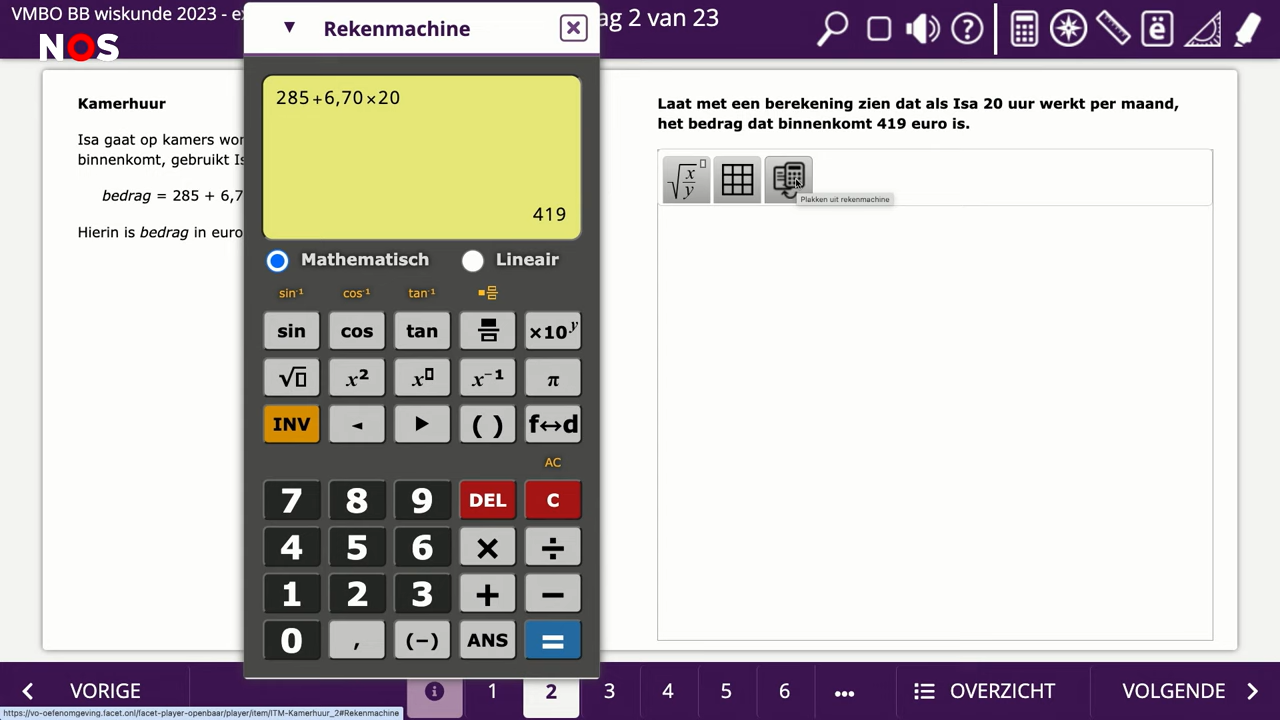 VMBO BB wiskunde 2023 - e
NOS
ag 2 van 23
Rekenmachine
285+6,70×20
419
Mathematisch
Lineair
sin-1 cos-1 tan-1
sin cos tan ×10^y
√ x² x x⁻¹ π
INV ( ) f↔d
AC
7 8 9 DEL C
4 5 6 × ÷
1 2 3 + −
0 , (−) ANS =
Kamerhuur
Isa gaat op kamers wo
binnenkomt, gebruikt I
bedrag = 285 + 6,7
Hierin is bedrag in euro
Laat met een berekening zien dat als Isa 20 uur werkt per maand,
het bedrag dat binnenkomt 419 euro is.
√ x/y
Plakken uit rekenmachine
VORIGE 1 2 3 4 5 6 ... OVERZICHT VOLGENDE
https://vo-oefenomgeving.facet.onl/facet-player-openbaar/player/item/ITM-Kamerhuur_2#Rekenmachine